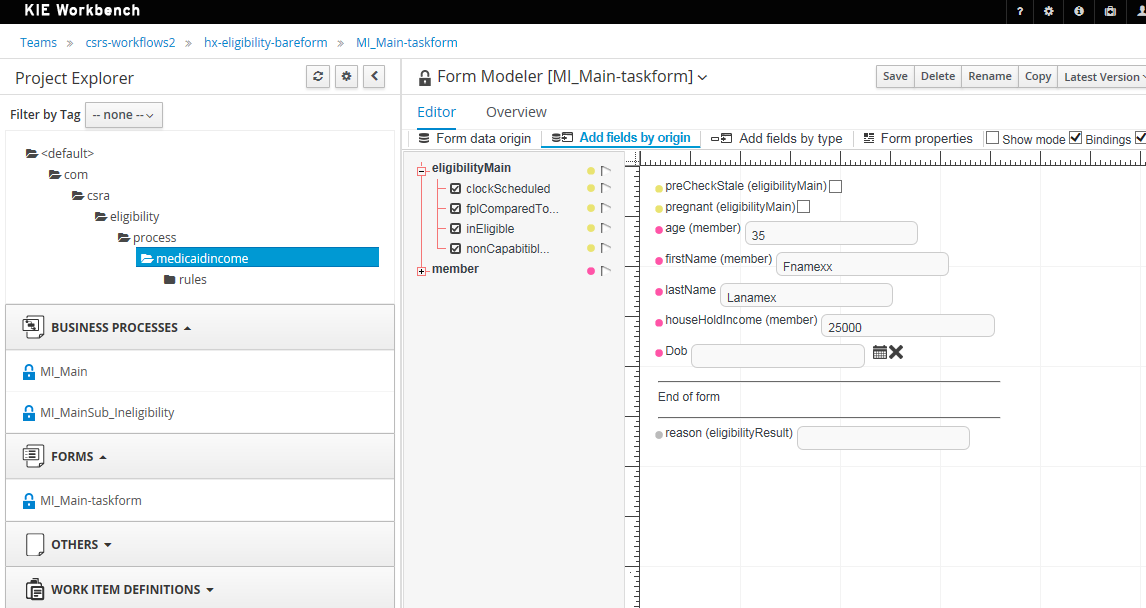 KIE Workbench
?
Teams » csrs-workflows2 » hx-eligibility-bareform » MI_Main-taskform
Project Explorer
Filter by Tag -- none --
<default>
com
csra
eligibility
process
medicaidincome
rules
BUSINESS PROCESSES
MI_Main
MI_MainSub_Ineligibility
FORMS
MI_Main-taskform
OTHERS
WORK ITEM DEFINITIONS
Form Modeler [MI_Main-taskform]
Save Delete Rename Copy Latest Version
Editor Overview
Form data origin Add fields by origin Add fields by type Form properties Show mode Bindings
eligibilityMain
clockScheduled
fplComparedTo...
inEligible
nonCapabitibl...
member
preCheckStale (eligibilityMain)
pregnant (eligibilityMain)
age (member) 35
firstName (member) Fnamexx
lastName Lanamex
houseHoldIncome (member) 25000
Dob
End of form
reason (eligibilityResult)